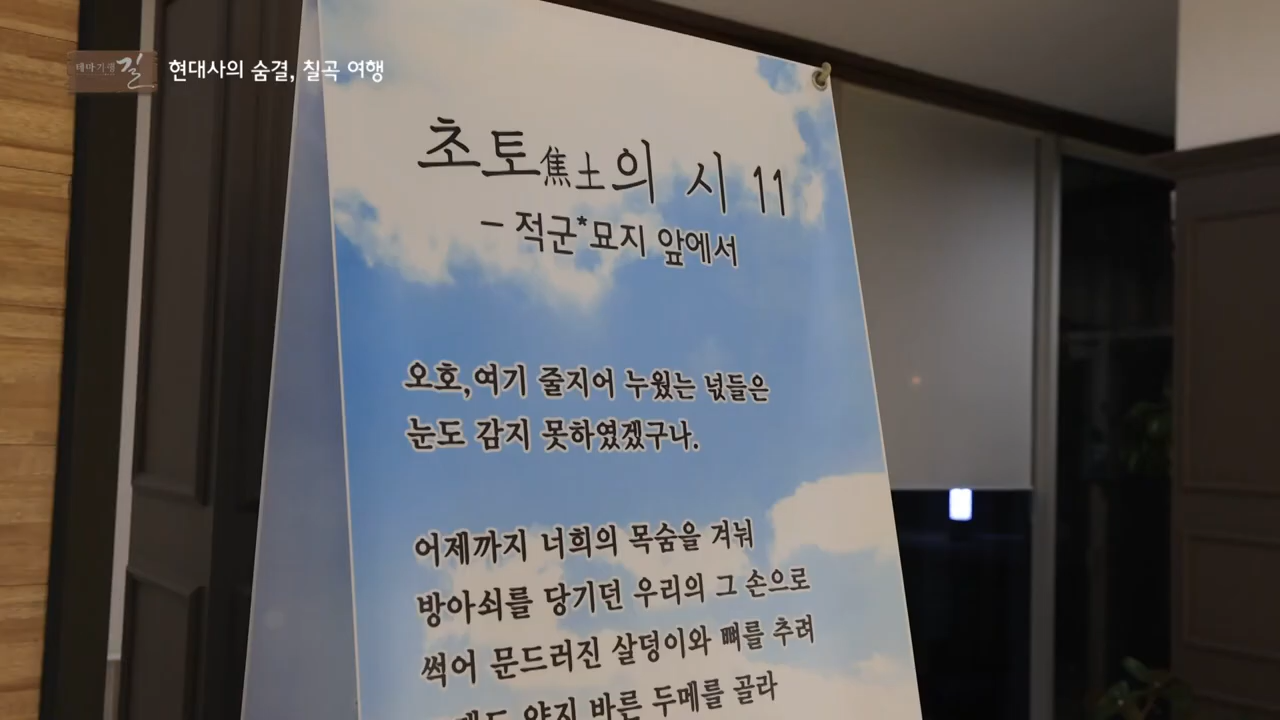 테마기행 길 현대사의 숨결, 칠곡 여행
초토焦土의 시 11
- 적군*묘지 앞에서
오호,여기 줄지어 누웠는 넋들은
눈도 감지 못하였겠구나.
어제까지 너희의 목숨을 겨눠
방아쇠를 당기던 우리의 그 손으로
썩어 문드러진 살덩이와 뼈를 추려
양지 바른 두메를 골라